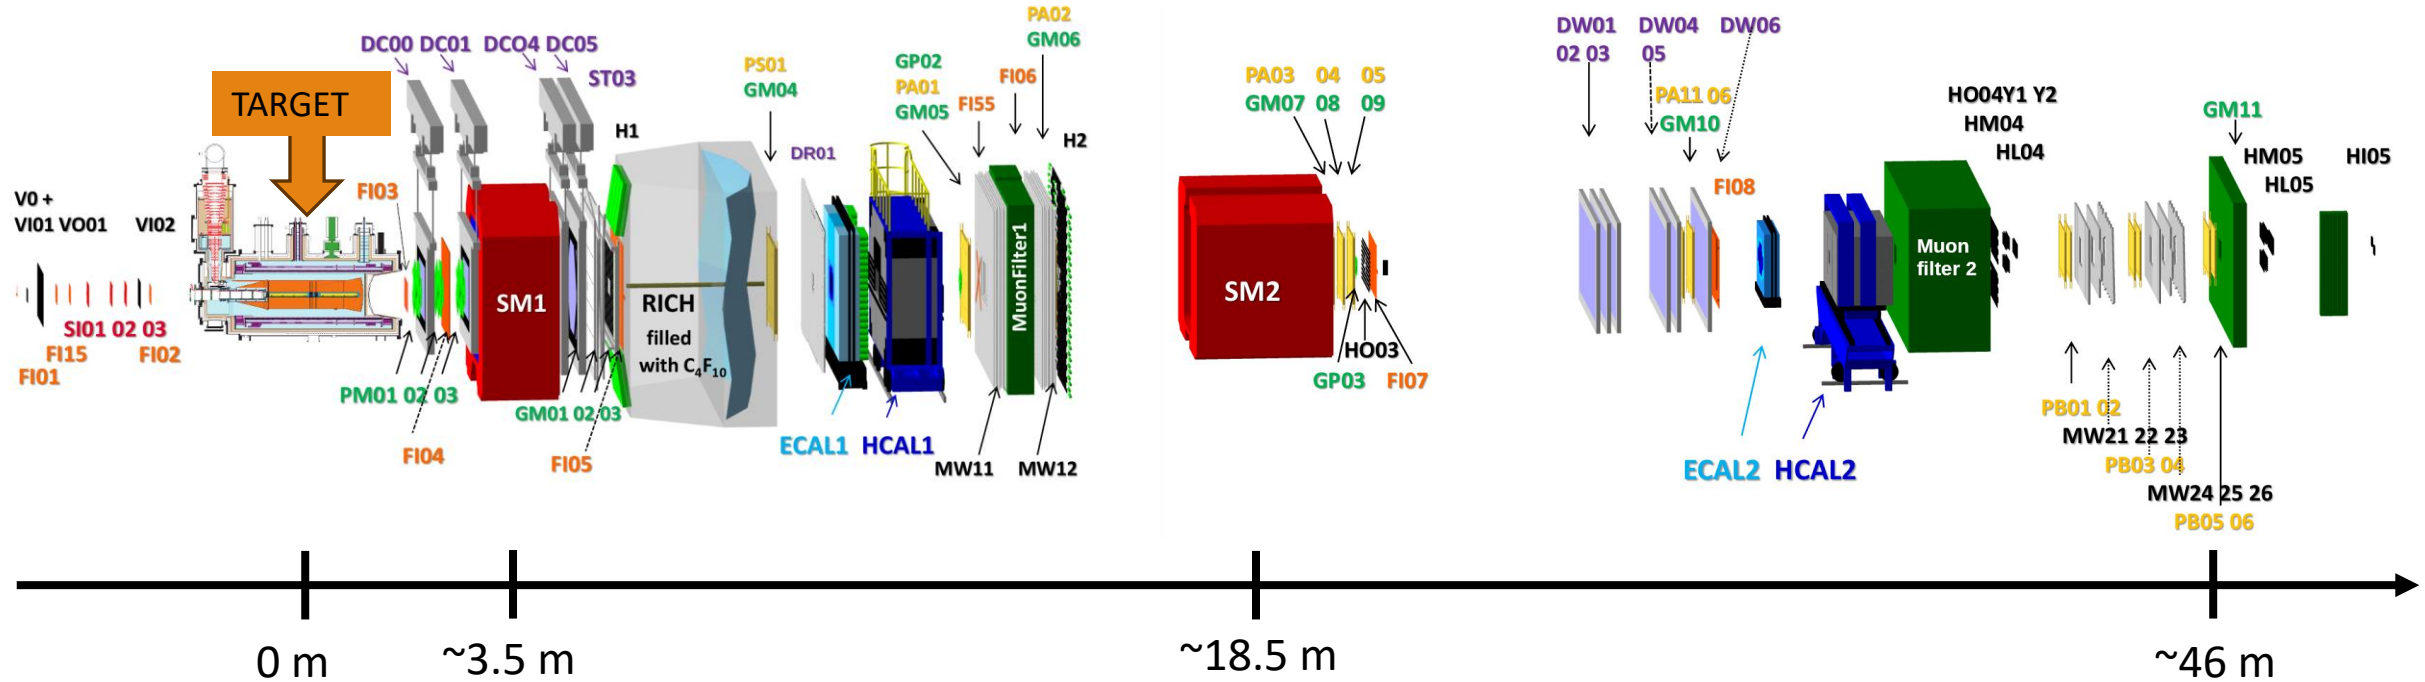 PA02
GM06
DC00 DC01 DCO4 DC05
ST03
TARGET
PS01
GM04
GP02
PA01
GM05
FI55
FI06
H1
H2
DR01
PA03 04 05
GM07 08 09
DW01 DW04 DW06
02 03 05
PA11 06
GM10
FI08
HO04Y1 Y2
HM04
HL04
GM11
HM05
HL05
HI05
V0 +
VI01 VO01 VI02
FI03
SI01 02 03
FI15 FI02
FI01
SM1
RICH
filled
with C₄F₁₀
MuonFilter1
SM2
Muon
filter 2
PM01 02 03
GM01 02 03
FI04
FI05
ECAL1 HCAL1
MW11 MW12
HO03
GP03 FI07
ECAL2 HCAL2
PB01 02
MW21 22 23
PB03 04
MW24 25 26
PB05 06
0 m ~3.5 m ~18.5 m ~46 m